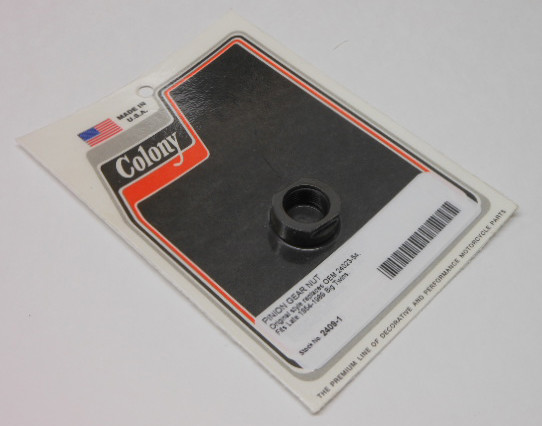 MADE IN
U.S.A.
Colony
PINION GEAR NUT
Original style replaces OEM 24023-54.
Fits Late 1954-1989 Big Twins.
Stock No. 2409-1
THE PREMIUM LINE OF DECORATIVE AND PERFORMANCE MOTORCYCLE PARTS